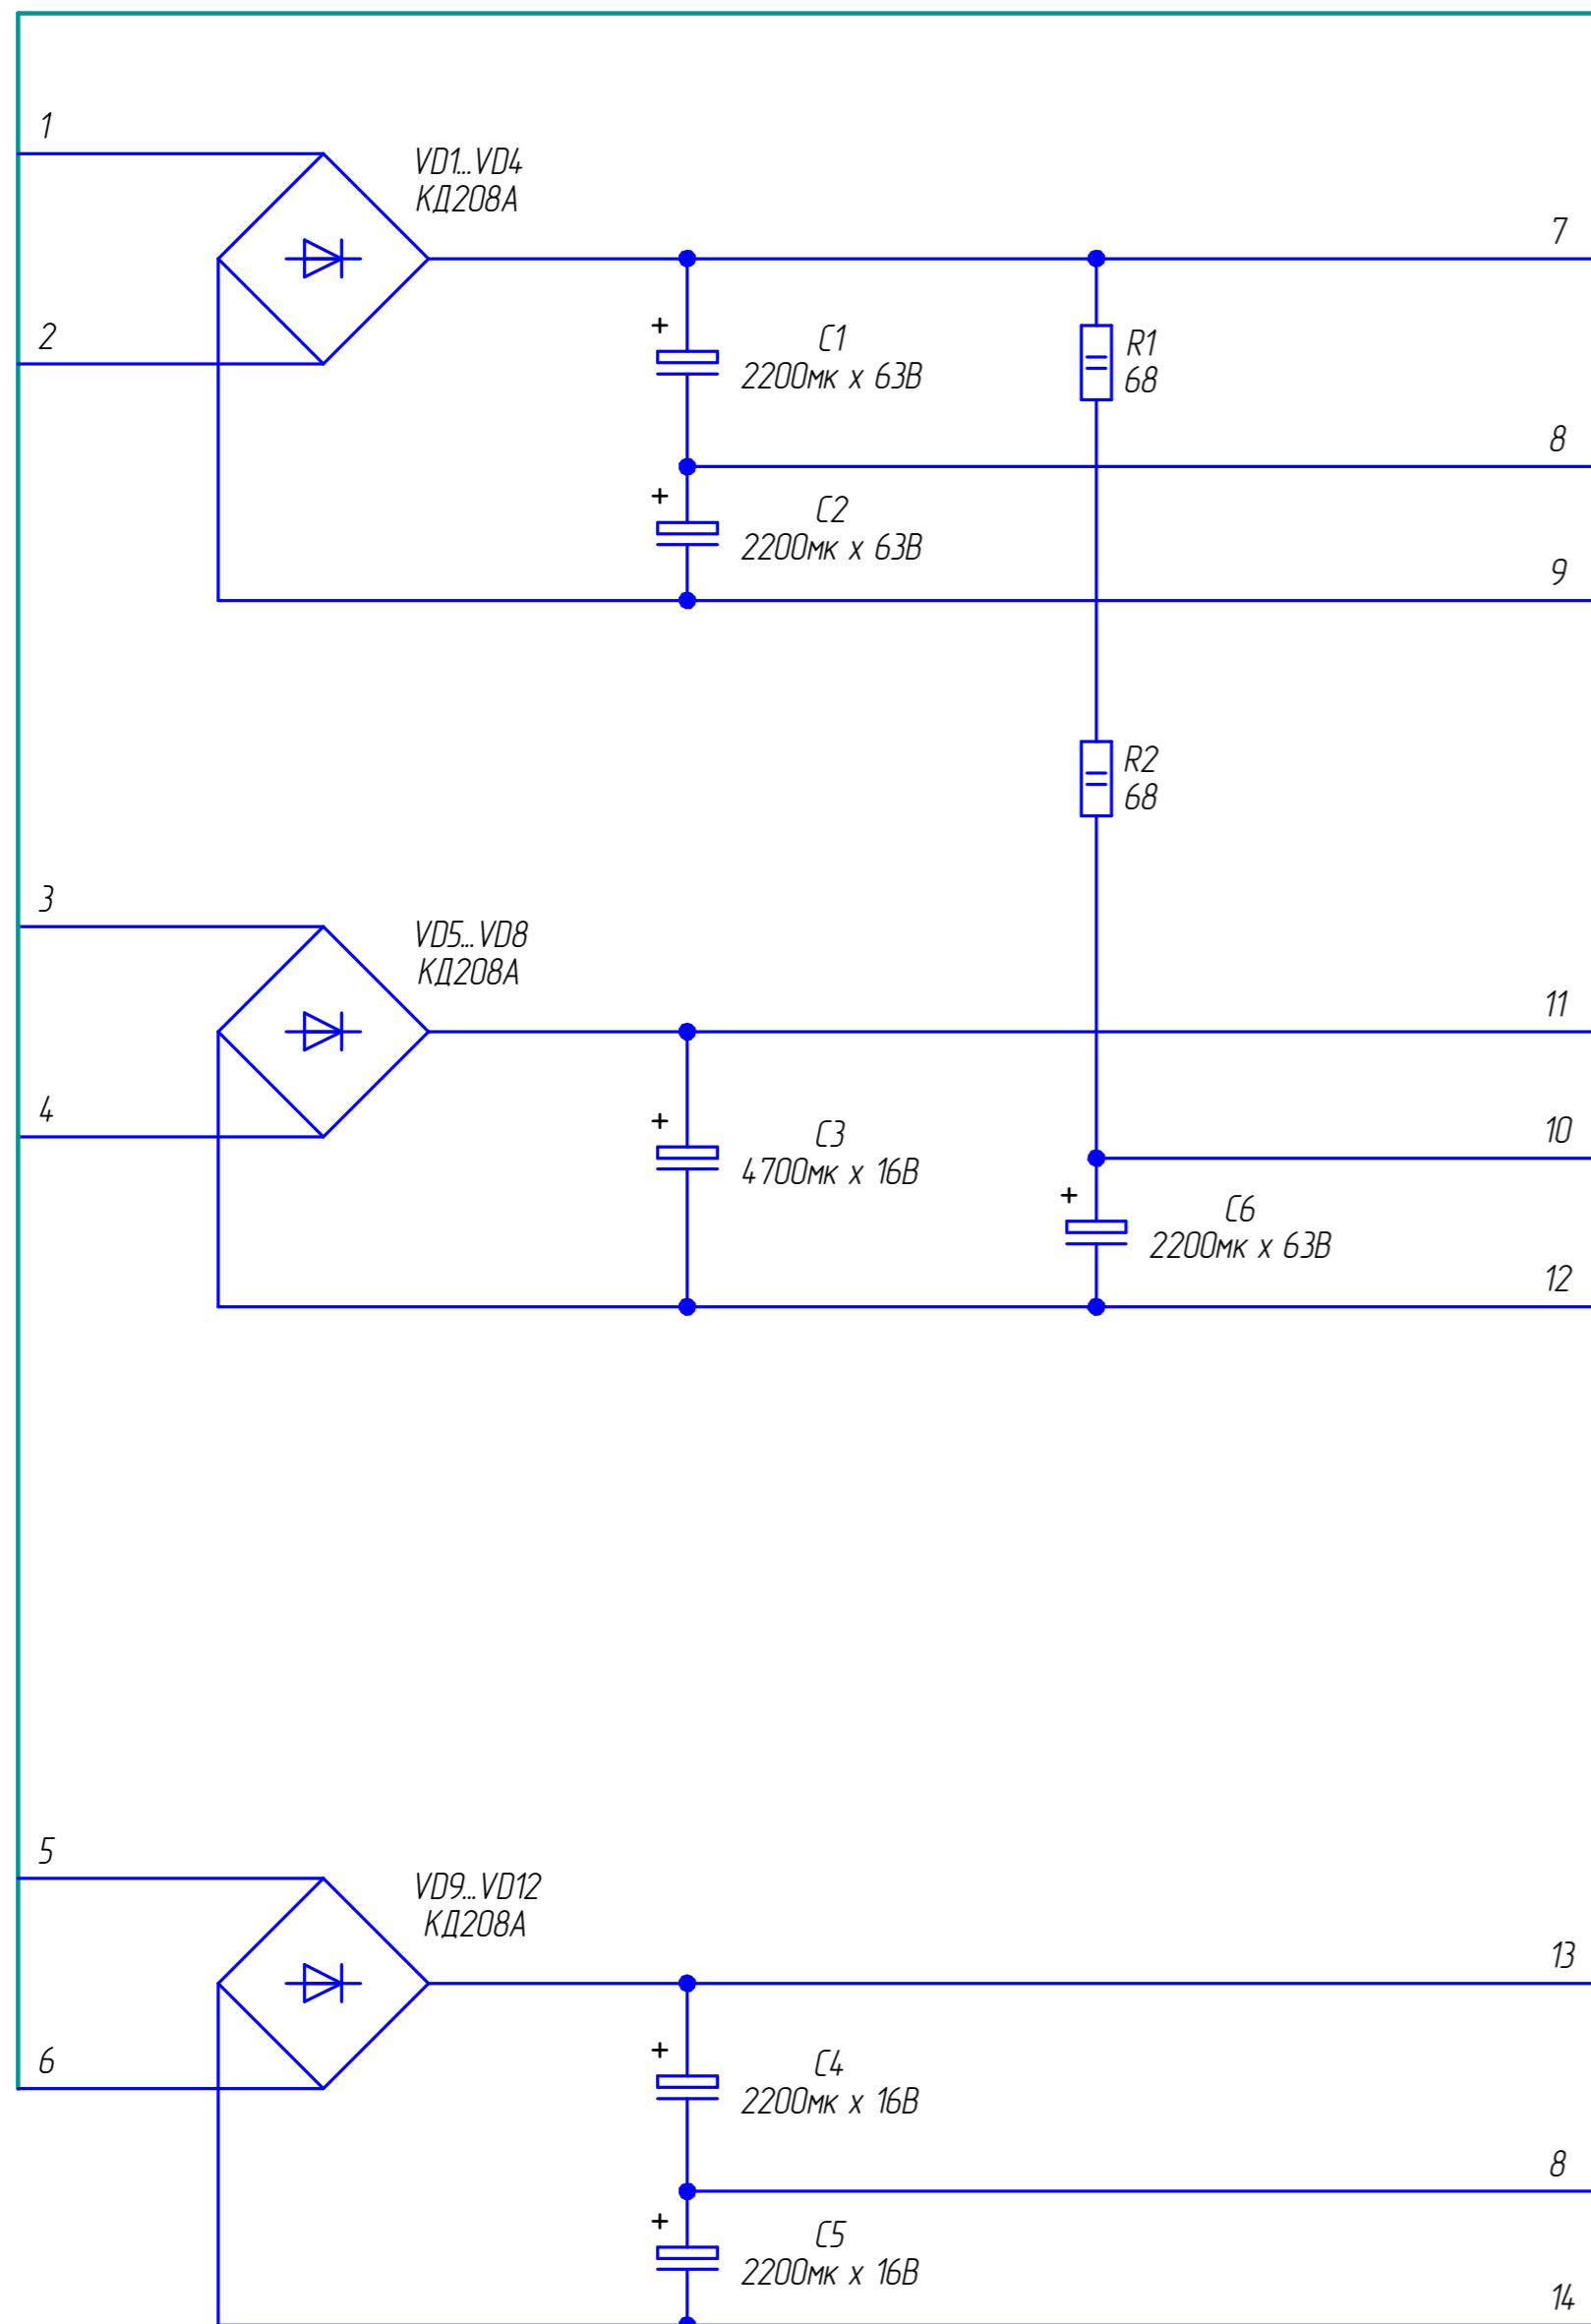 1
VD1...VD4
КД208А
7
2
+
C1
2200мк x 63В
R1
68
8
+
C2
2200мк x 63В
9
R2
68
3
VD5...VD8
КД208А
11
4
+
C3
4700мк x 16В
10
+
C6
2200мк x 63В
12
5
VD9...VD12
КД208А
13
6
+
C4
2200мк x 16В
8
+
C5
2200мк x 16В
14